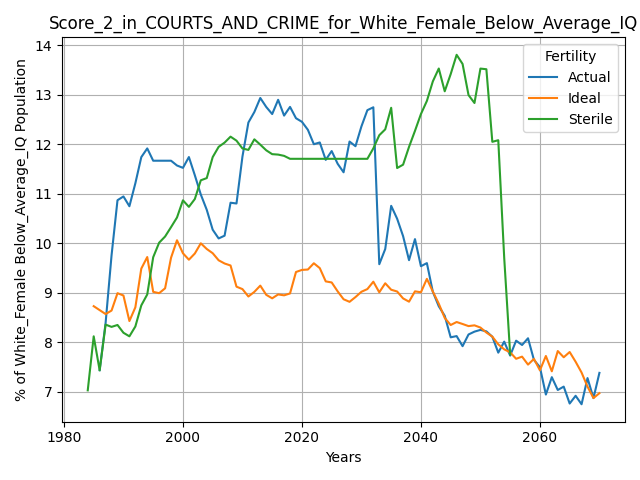 Score_2_in_COURTS_AND_CRIME_for_White_Female_Below_Average_IQ
% of White_Female Below_Average_IQ Population
14
13
12
11
10
9
8
7
Fertility
Actual
Ideal
Sterile
1980
2000
2020
2040
2060
Years